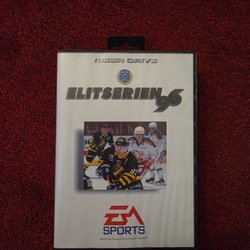 MEGA DRIVE
ELITSERIEN 96
EA
SPORTS